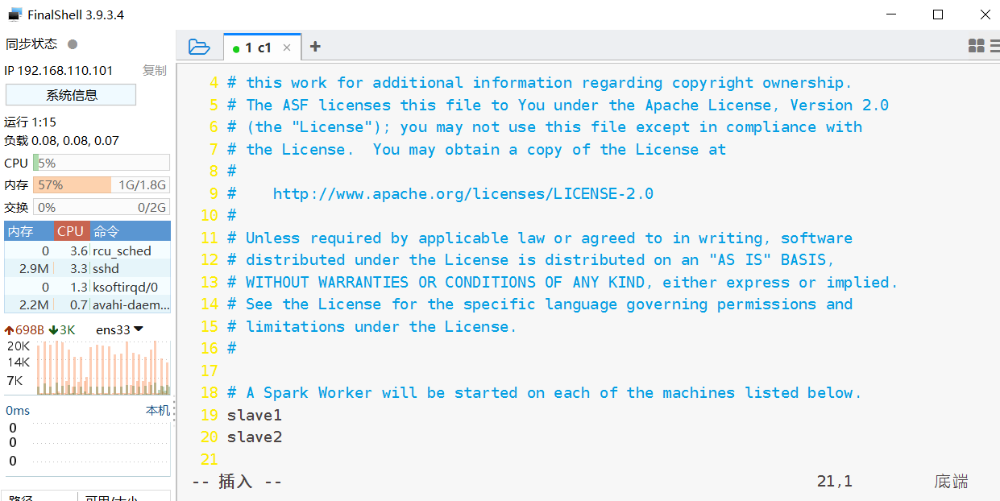 FinalShell 3.9.3.4
同步状态
IP 192.168.110.101 复制
系统信息
运行 1:15
负载 0.08, 0.08, 0.07
CPU 5%
内存 57% 1G/1.8G
交换 0% 0/2G
内存 CPU 命令
0 3.6 rcu_sched
2.9M 3.3 sshd
0 1.3 ksoftirqd/0
2.2M 0.7 avahi-daem...
698B 3K ens33
20K
14K
7K
0ms 本机
0
0
0
路径 可用/大小
1 c1
4 # this work for additional information regarding copyright ownership.
5 # The ASF licenses this file to You under the Apache License, Version 2.0
6 # (the "License"); you may not use this file except in compliance with
7 # the License.  You may obtain a copy of the License at
8 #
9 #    http://www.apache.org/licenses/LICENSE-2.0
10 #
11 # Unless required by applicable law or agreed to in writing, software
12 # distributed under the License is distributed on an "AS IS" BASIS,
13 # WITHOUT WARRANTIES OR CONDITIONS OF ANY KIND, either express or implied.
14 # See the License for the specific language governing permissions and
15 # limitations under the License.
16 #
17
18 # A Spark Worker will be started on each of the machines listed below.
19 slave1
20 slave2
21
-- 插入 -- 21,1 底端